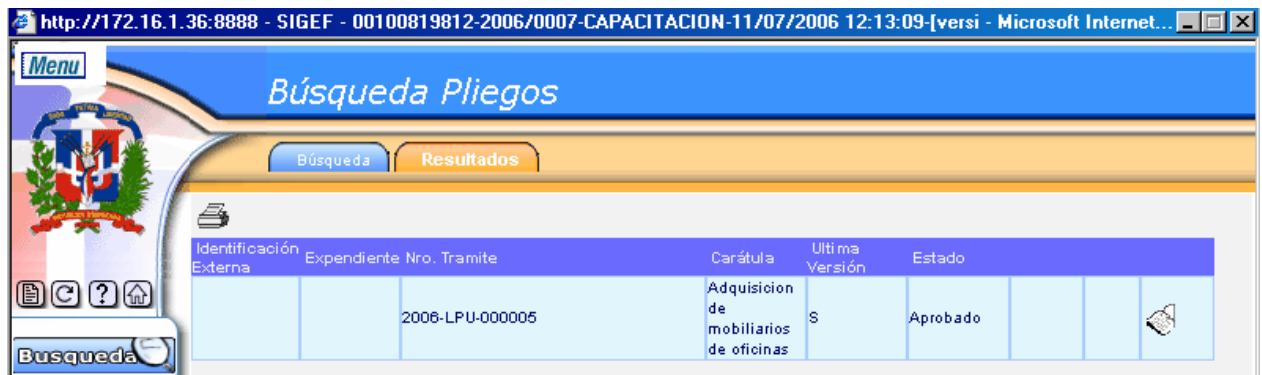 http://172.16.1.36:8888 - SIGEF - 00100819812-2006/0007-CAPACITACION-11/07/2006 12:13:09-[versi - Microsoft Internet...
Menu
Búsqueda Pliegos
Búsqueda
Resultados
Identificación Externa
Expendiente
Nro. Tramite
Carátula
Ultima Versión
Estado
2006-LPU-000005
Adquisicion
de
mobiliarios
de oficinas
S
Aprobado
Busqueda